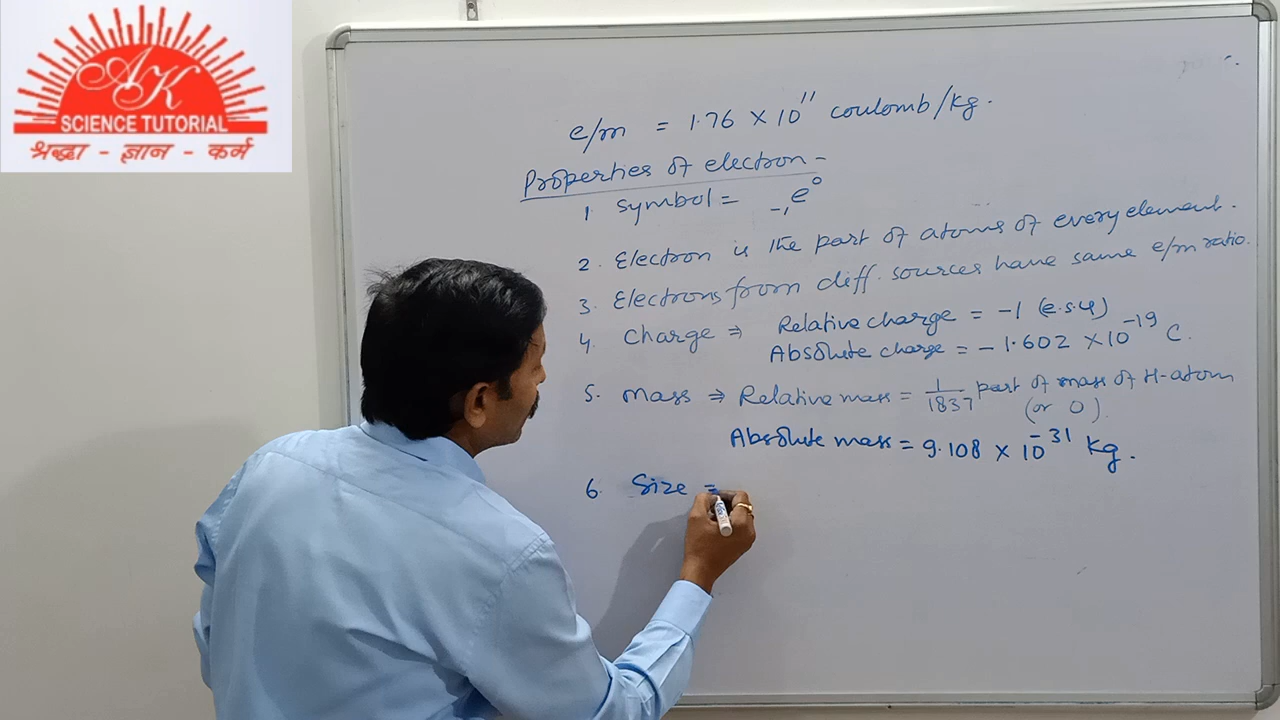 AK
SCIENCE TUTORIAL
श्रद्धा - ज्ञान - कर्म
e/m = 1.76 × 10¹¹ coulomb/kg.
Properties of electron -
1. Symbol = ₋₁e⁰
2. Electron is the part of atoms of every element.
3. Electrons from diff. sources have same e/m ratio.
4. Charge ⇒ Relative charge = -1 (e.s.u)
Absolute charge = -1.602 × 10⁻¹⁹ C.
5. Mass ⇒ Relative mass = 1/1837 part of mass of H-atom
(or 0).
Absolute mass = 9.108 × 10⁻³¹ kg.
6. Size =